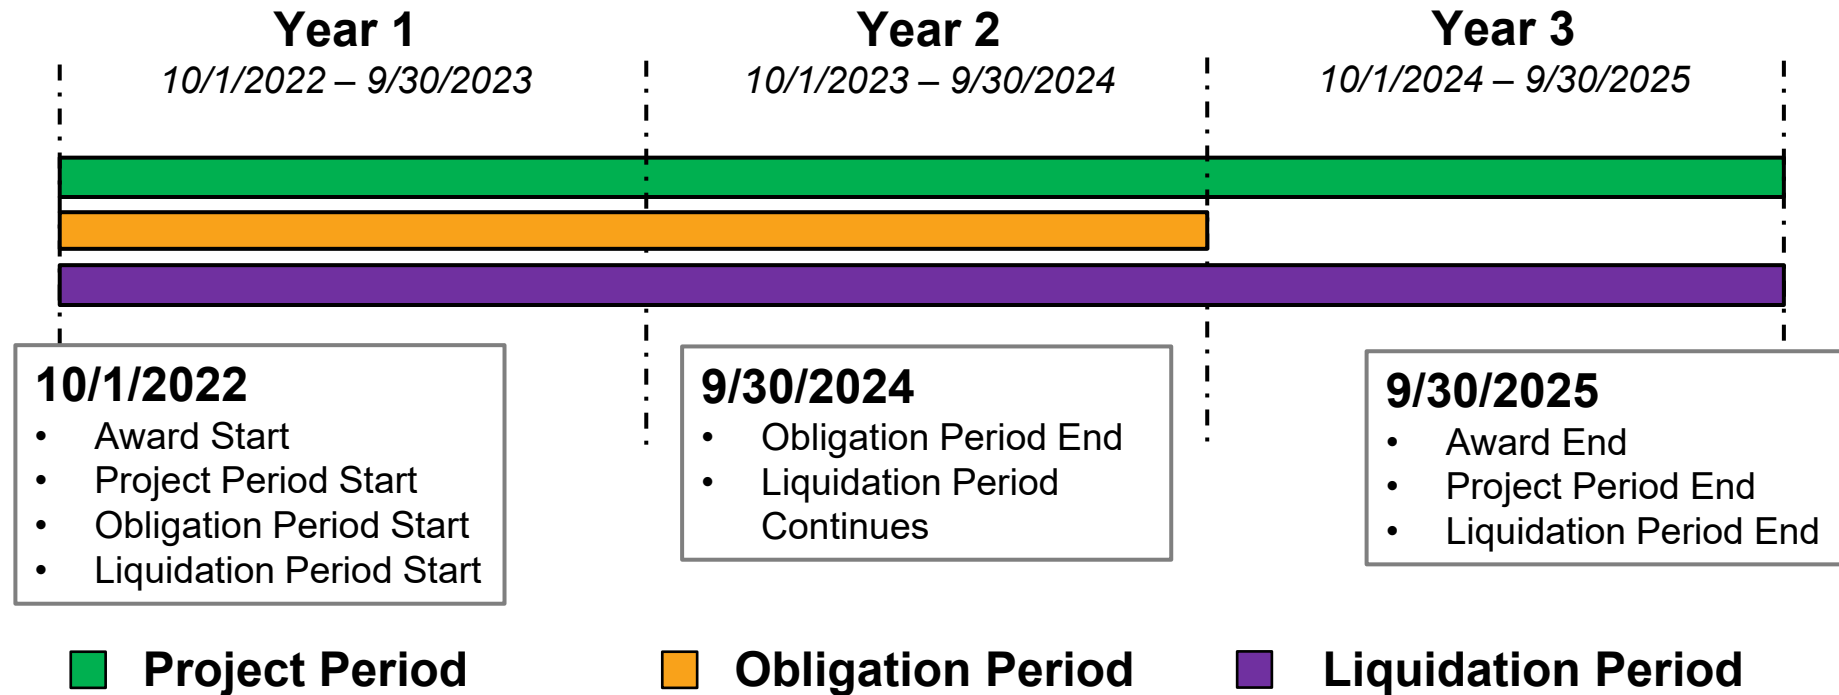 Year 1
10/1/2022 – 9/30/2023
Year 2
10/1/2023 – 9/30/2024
Year 3
10/1/2024 – 9/30/2025
10/1/2022
• Award Start
• Project Period Start
• Obligation Period Start
• Liquidation Period Start
9/30/2024
• Obligation Period End
• Liquidation Period
Continues
9/30/2025
• Award End
• Project Period End
• Liquidation Period End
Project Period
Obligation Period
Liquidation Period